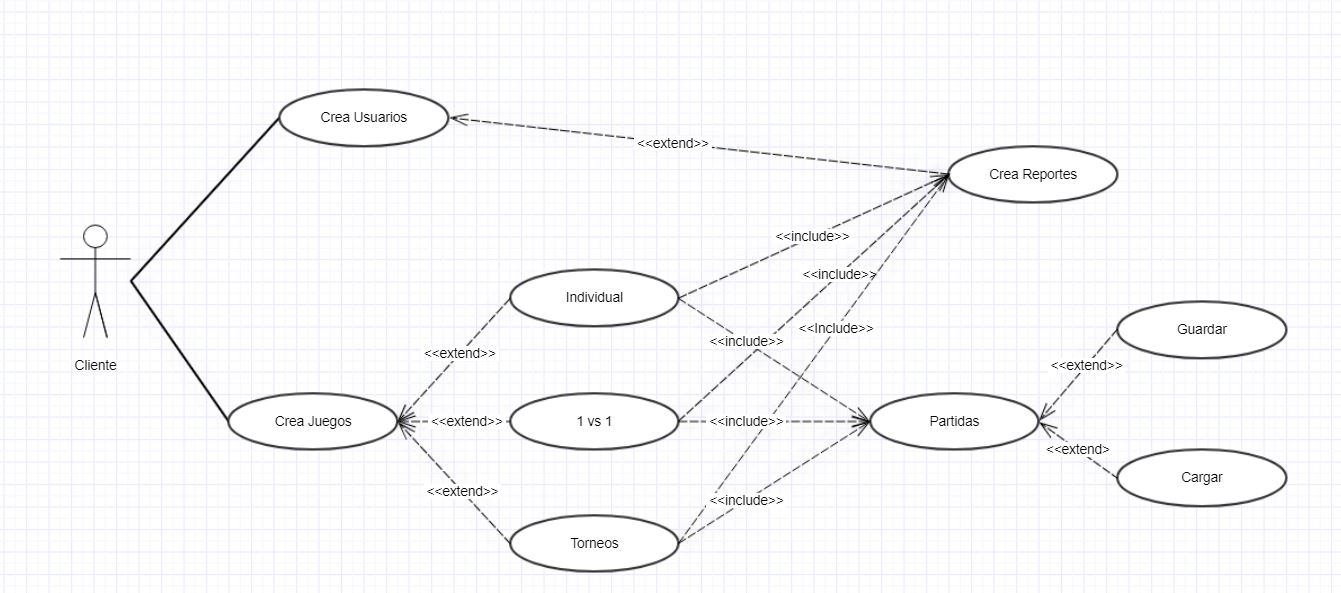 Crea Usuarios
<<extend>>
Crea Reportes
<<include>>
<<include>>
Individual
<<Include>>
Guardar
<<include>>
<<extend>>
Cliente
<<extend>>
Crea Juegos
<<extend>>
1 vs 1
<<include>>
Partidas
<<extend>
Cargar
<<extend>>
<<include>>
Torneos